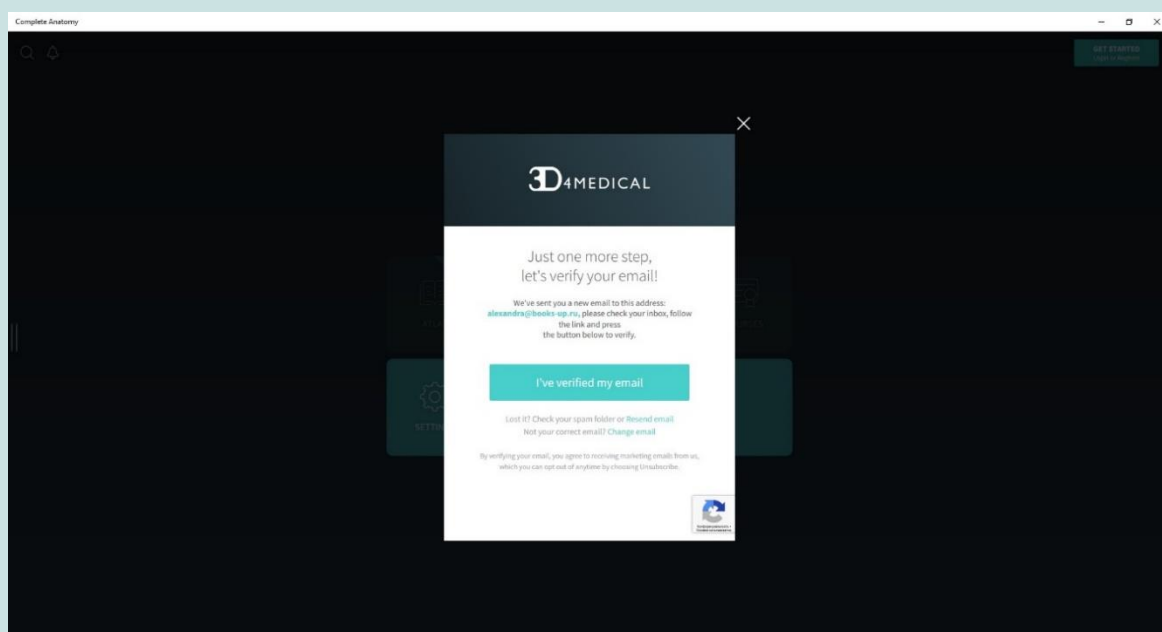 Complete Anatomy
GET STARTED
Login or Register
3D4MEDICAL
Just one more step,
let's verify your email!
We've sent you a new email to this address:
alexandra@books-up.ru, please check your inbox, follow
the link and press
the button below to verify.
I've verified my email
SETTIN
Lost it? Check your spam folder or Resend email
Not your correct email? Change email
By verifying your email, you agree to receiving marketing emails from us,
which you can opt out of anytime by choosing Unsubscribe.